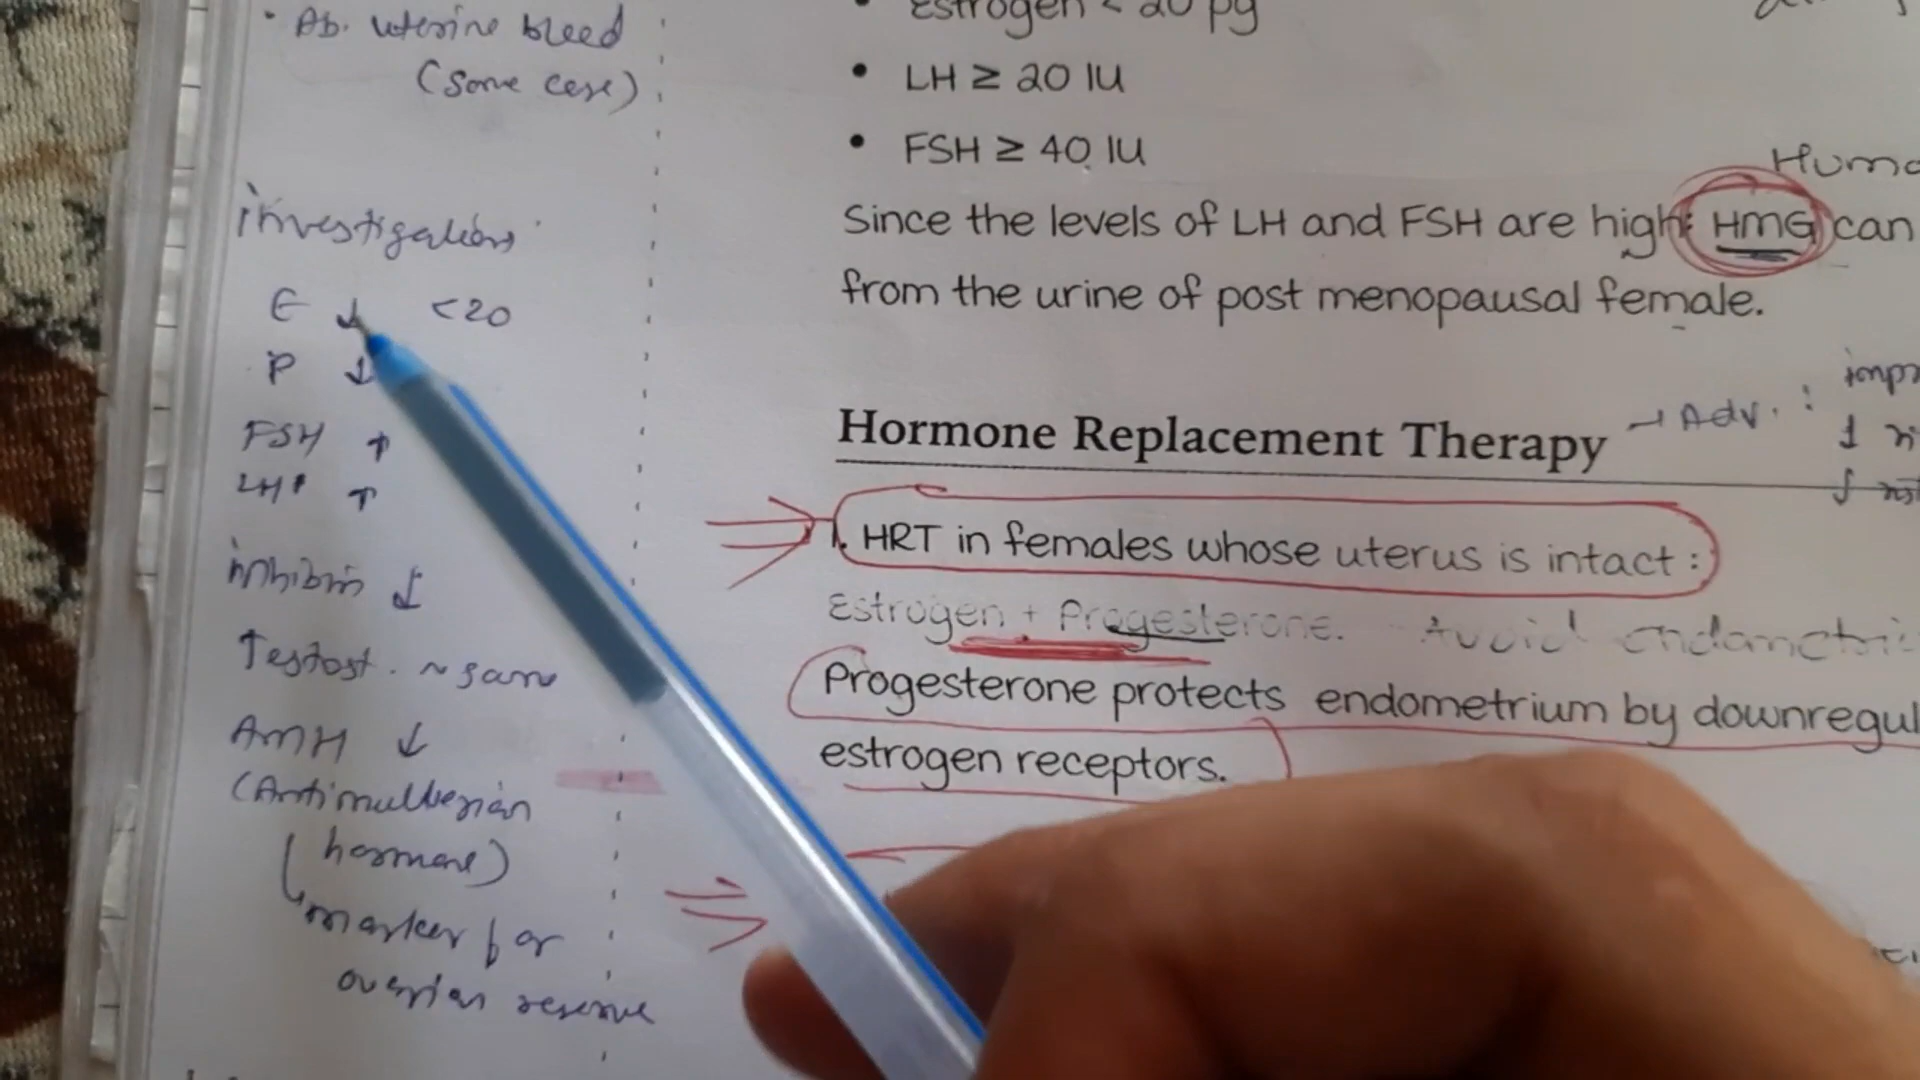 • Ab. uterine bleed
(some case)
Investigations
E ↓ <20
P ↓
FSH ↑
LH ↑
inhibin ↓
Testost. ~ same
AMH ↓
(Antimullerian
hormone)
marker for
ovarian reserve
• Estrogen < 20 pg
• LH ≥ 20 IU
• FSH ≥ 40 IU
Since the levels of LH and FSH are high: HMG can
from the urine of post menopausal female.
Hormone Replacement Therapy → Adv. :
1. HRT in females whose uterus is intact :
Estrogen + Progesterone. Avoid
Progesterone protects endometrium by
estrogen receptors.